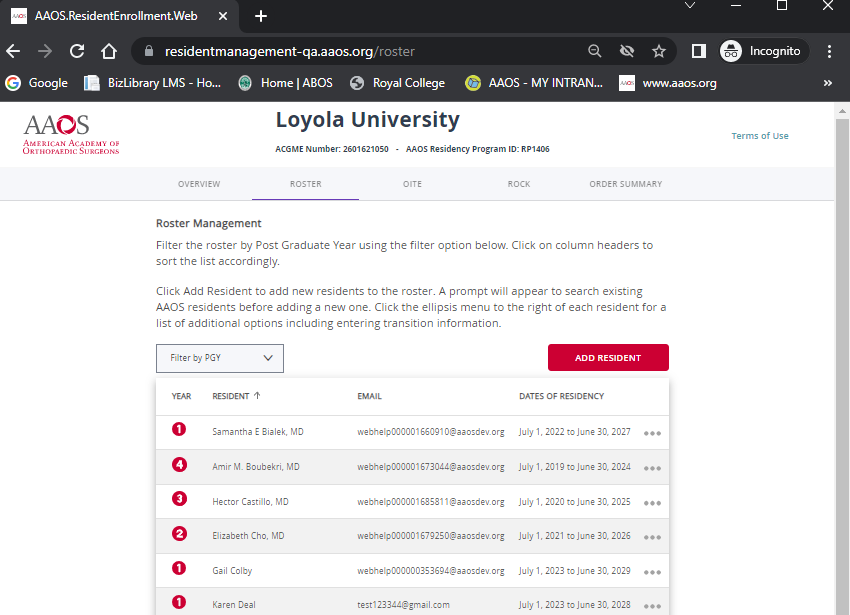 AAOS.ResidentEnrollment.Web
residentmanagement-qa.aaos.org/roster
Incognito
Google
BizLibrary LMS - Ho...
Home | ABOS
Royal College
AAOS - MY INTRAN...
www.aaos.org
AAOS
AMERICAN ACADEMY OF
ORTHOPAEDIC SURGEONS
Loyola University
ACGME Number: 2601621050 - AAOS Residency Program ID: RP1406
Terms of Use
OVERVIEW ROSTER OITE ROCK ORDER SUMMARY
Roster Management
Filter the roster by Post Graduate Year using the filter option below. Click on column headers to
sort the list accordingly.
Click Add Resident to add new residents to the roster. A prompt will appear to search existing
AAOS residents before adding a new one. Click the ellipsis menu to the right of each resident for a
list of additional options including entering transition information.
Filter by PGY
ADD RESIDENT
YEAR RESIDENT EMAIL DATES OF RESIDENCY
1 Samantha E Bialek, MD webhelp000001660910@aaosdev.org July 1, 2022 to June 30, 2027
4 Amir M. Boubekri, MD webhelp000001673044@aaosdev.org July 1, 2019 to June 30, 2024
3 Hector Castillo, MD webhelp000001685811@aaosdev.org July 1, 2020 to June 30, 2025
2 Elizabeth Cho, MD webhelp000001679250@aaosdev.org July 1, 2021 to June 30, 2026
1 Gail Colby webhelp000000353694@aaosdev.org July 1, 2023 to June 30, 2029
1 Karen Deal test123344@gmail.com July 1, 2023 to June 30, 2028